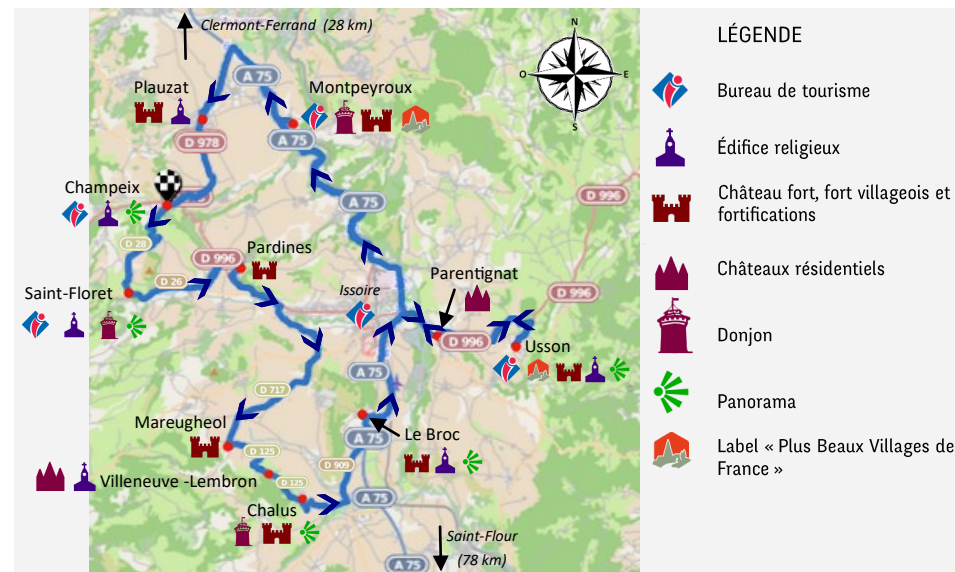 Clermont-Ferrand (28 km)
N
O
E
S
A 75
Plauzat
Montpeyroux
D 978
A 75
Champeix
A 75
D 996
D 28
Pardines
D 996
D 26
Parentignat
Saint-Floret
Issoire
D 996
D 996
Usson
A 75
D 717
Mareugheol
Le Broc
A 75
D 125
D 909
Villeneuve -Lembron
D 125
A 75
Chalus
Saint-Flour
(78 km)
A 75
LÉGENDE
Bureau de tourisme
Édifice religieux
Château fort, fort villageois et
fortifications
Châteaux résidentiels
Donjon
Panorama
Label « Plus Beaux Villages de
France »